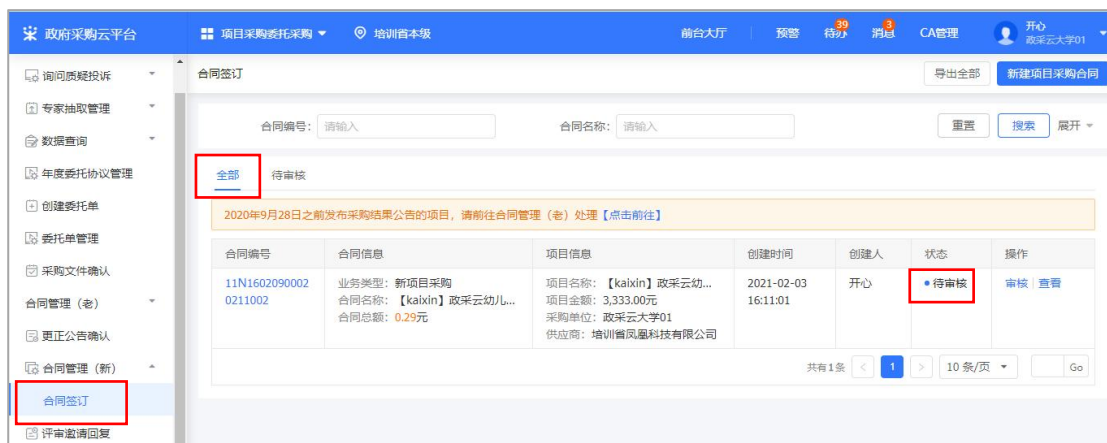 政府采购云平台
项目采购委托采购
培训省本级
前台大厅
预警
待办
39
消息
3
CA管理
开心
政采云大学01
询问质疑投诉
专家抽取管理
数据查询
年度委托协议管理
创建委托单
委托单管理
采购文件确认
合同管理（老）
更正公告确认
合同管理（新）
合同签订
评审邀请回复
合同签订
导出全部
新建项目采购合同
合同编号： 请输入
合同名称： 请输入
重置
搜索
展开
全部
待审核
2020年9月28日之前发布采购结果公告的项目，请前往合同管理（老）处理【点击前往】
合同编号 合同信息 项目信息 创建时间 创建人 状态 操作
11N1602090002
0211002
业务类型：新项目采购
合同名称：【kaixin】政采云幼儿...
合同总额：0.29元
项目名称：【kaixin】政采云幼...
项目金额：3,333.00元
采购单位：政采云大学01
供应商：培训省凤凰科技有限公司
2021-02-03
16:11:01
开心
待审核
审核 查看
共有1条 < 1 > 10 条/页 Go